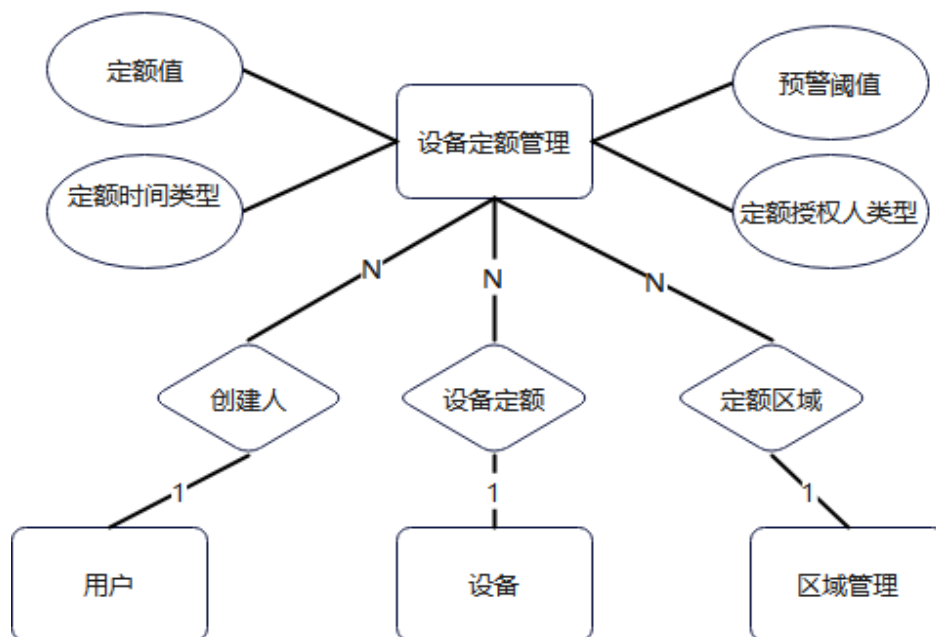 定额值
预警阈值
设备定额管理
定额时间类型
定额授权人类型
N
N
N
创建人
设备定额
定额区域
1
1
1
用户
设备
区域管理